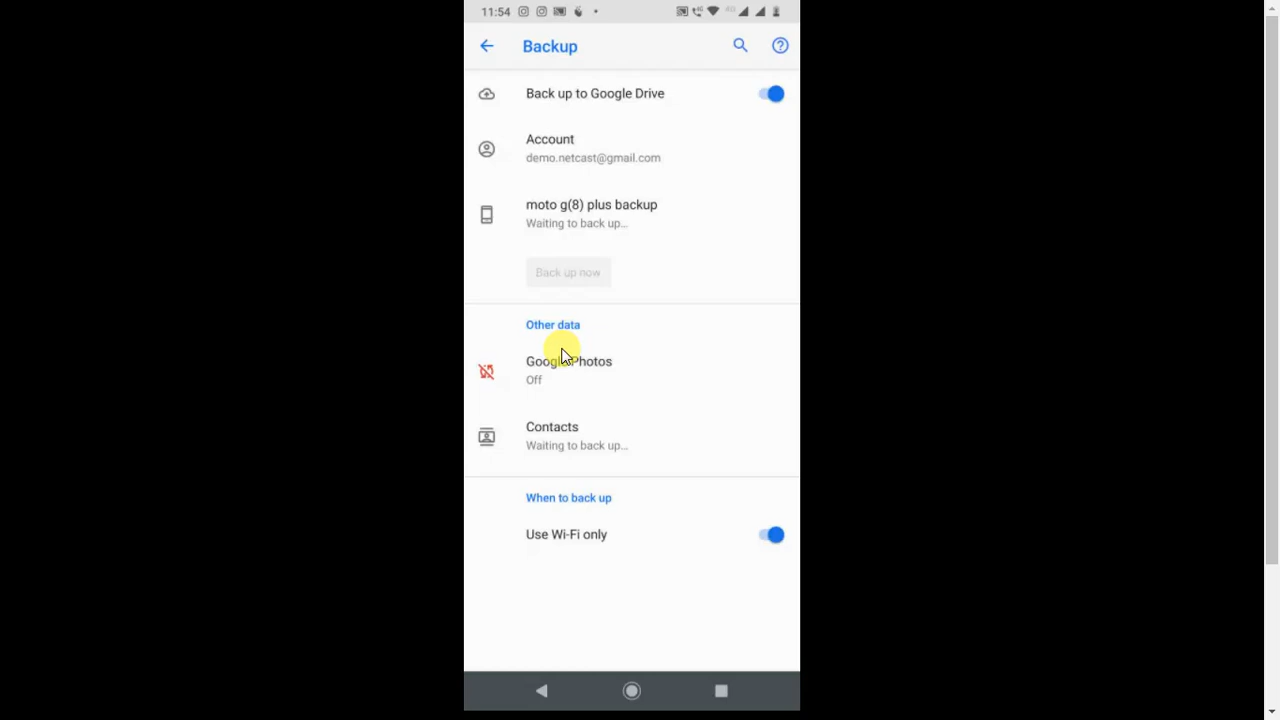 11:54
Backup
Back up to Google Drive
Account
demo.netcast@gmail.com
moto g(8) plus backup
Waiting to back up...
Back up now
Other data
Google Photos
Off
Contacts
Waiting to back up...
When to back up
Use Wi-Fi only